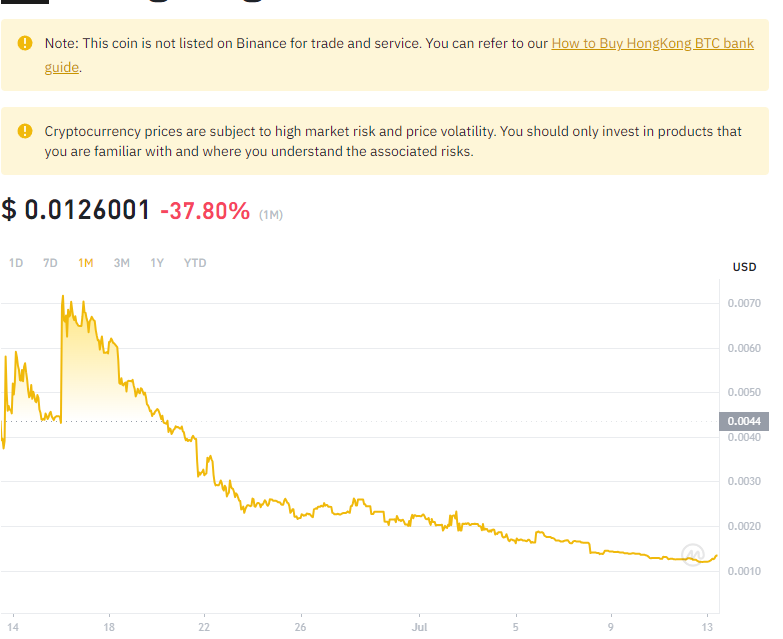 Note: This coin is not listed on Binance for trade and service. You can refer to our How to Buy HongKong BTC bank
guide.
Cryptocurrency prices are subject to high market risk and price volatility. You should only invest in products that
you are familiar with and where you understand the associated risks.
$ 0.0126001 -37.80% (1M)
1D 7D 1M 3M 1Y YTD
USD
0.0070
0.0060
0.0050
0.0044
0.0040
0.0030
0.0020
0.0010
14 18 22 26 Jul 5 9 13